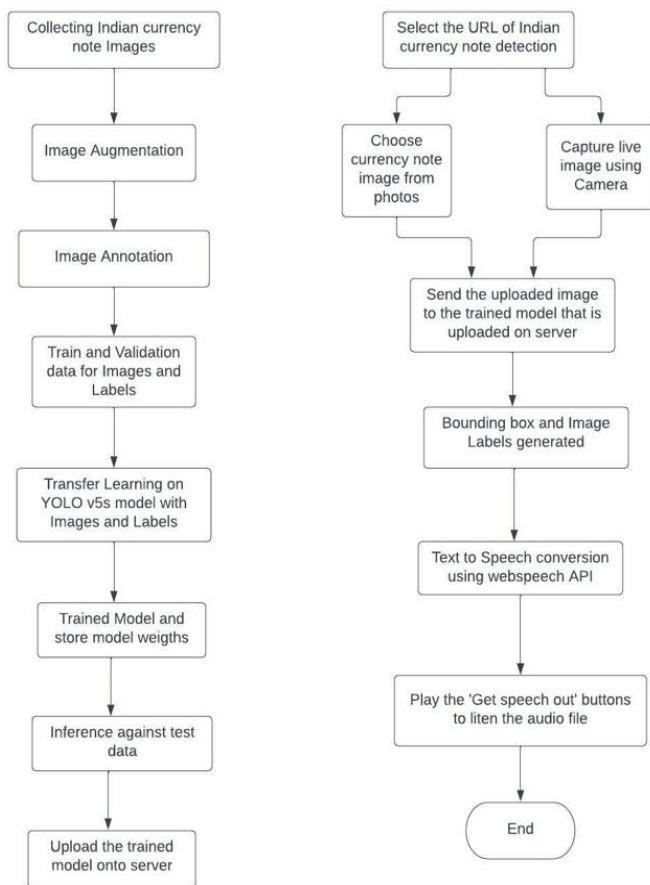 Collecting Indian currency
note Images
Image Augmentation
Image Annotation
Train and Validation
data for Images and
Labels
Transfer Learning on
YOLO v5s model with
Images and Labels
Trained Model and
store model weigths
Inference against test
data
Upload the trained
model onto server
Select the URL of Indian
currency note detection
Choose
currency note
image from
photos
Capture live
image using
Camera
Send the uploaded image
to the trained model that is
uploaded on server
Bounding box and Image
Labels generated
Text to Speech conversion
using webspeech API
Play the 'Get speech out' buttons
to liten the audio file
End